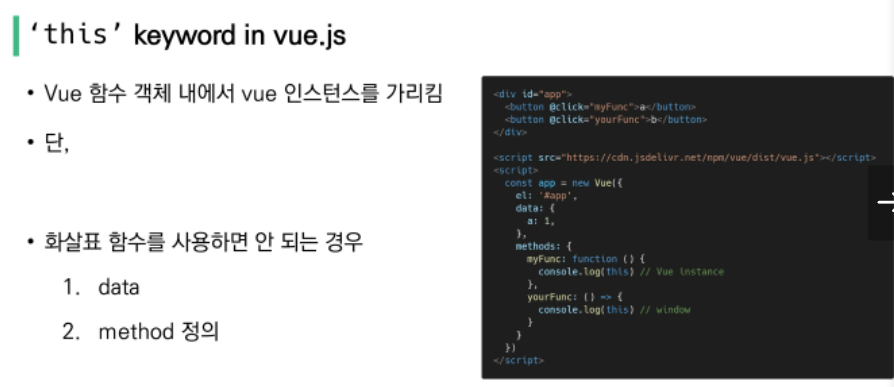 ‘this’ keyword in vue.js
• Vue 함수 객체 내에서 vue 인스턴스를 가리킴
• 단,
• 화살표 함수를 사용하면 안 되는 경우
1. data
2. method 정의
<div id="app">
  <button @click="myFunc">a</button>
  <button @click="yourFunc">b</button>
</div>
<script src="https://cdn.jsdelivr.net/npm/vue/dist/vue.js"></script>
<script>
  const app = new Vue({
    el: '#app',
    data: {
      a: 1,
    },
    methods: {
      myFunc: function () {
        console.log(this) // Vue instance
      },
      yourFunc: () => {
        console.log(this) // window
      }
    }
  })
</script>